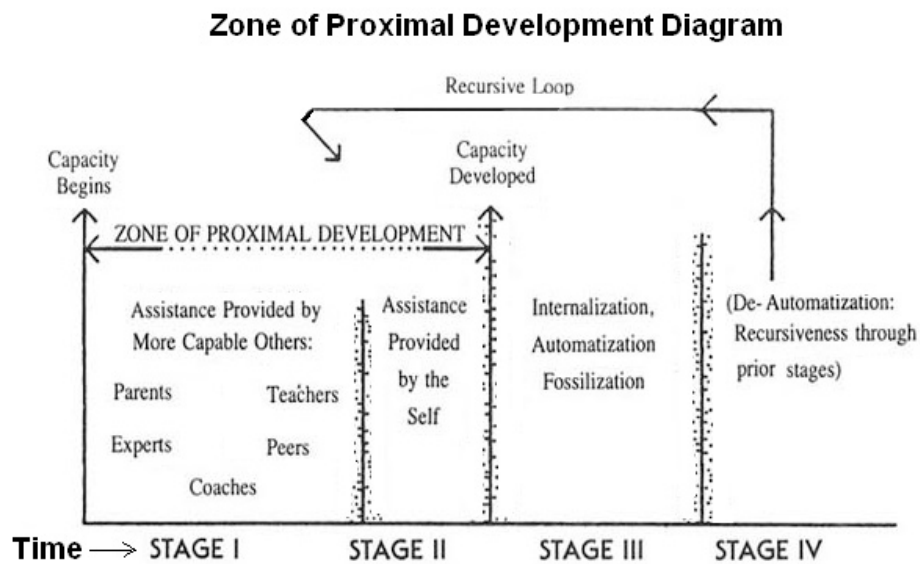 Zone of Proximal Development Diagram
Recursive Loop
Capacity
Begins
Capacity
Developed
ZONE OF PROXIMAL DEVELOPMENT
Assistance Provided by
More Capable Others:
Parents
Teachers
Experts
Peers
Coaches
Assistance
Provided
by the
Self
Internalization,
Automatization
Fossilization
(De-Automatization:
Recursiveness through
prior stages)
Time
STAGE I
STAGE II
STAGE III
STAGE IV